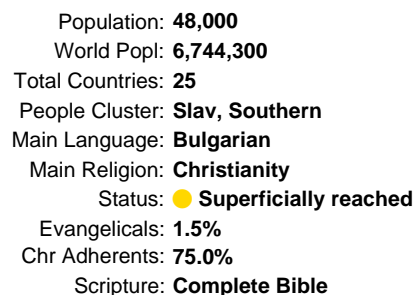 Population: 48,000
World Popl: 6,744,300
Total Countries: 25
People Cluster: Slav, Southern
Main Language: Bulgarian
Main Religion: Christianity
Status: Superficially reached
Evangelicals: 1.5%
Chr Adherents: 75.0%
Scripture: Complete Bible